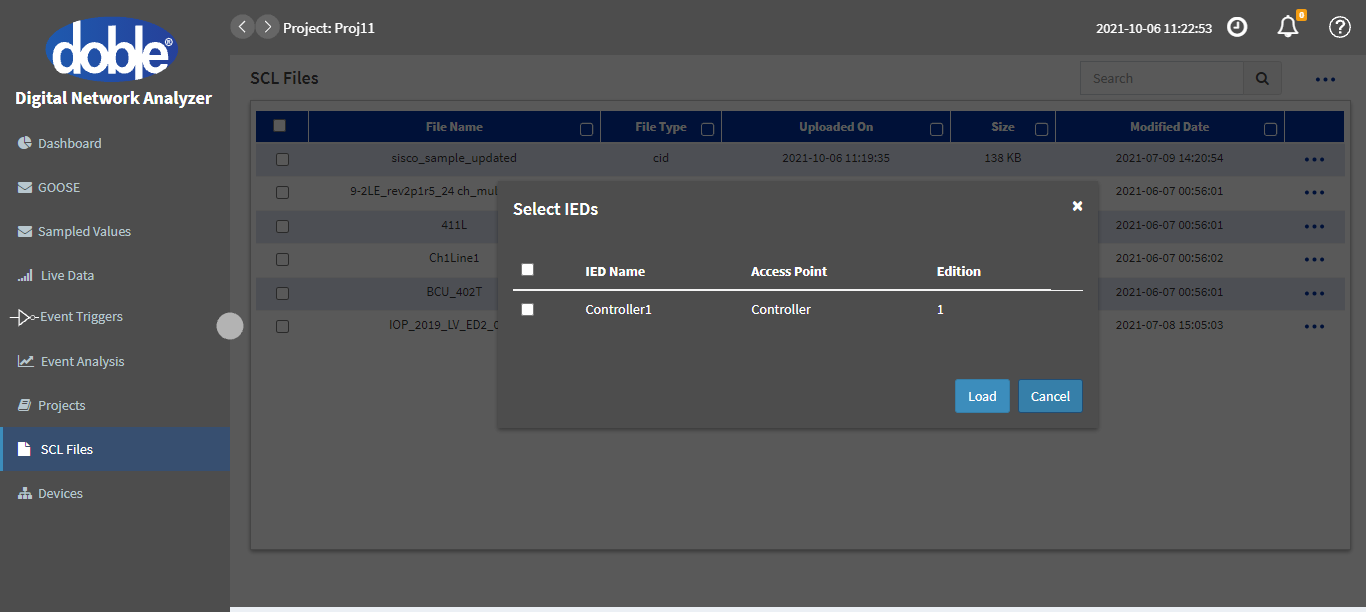 doble®
Digital Network Analyzer
Dashboard
GOOSE
Sampled Values
Live Data
Event Triggers
Event Analysis
Projects
SCL Files
Devices
Project: Proj11
2021-10-06 11:22:53
0
SCL Files
Search
File Name File Type Uploaded On Size Modified Date
sisco_sample_updated cid 2021-10-06 11:19:35 138 KB 2021-07-09 14:20:54
9-2LE_rev2p1r5_24 ch_mul 2021-06-07 00:56:01
411L 2021-06-07 00:56:01
Ch1Line1 2021-06-07 00:56:02
BCU_402T 2021-06-07 00:56:01
IOP_2019_LV_ED2_ 2021-07-08 15:05:03
Select IEDs
IED Name Access Point Edition
Controller1 Controller 1
Load Cancel